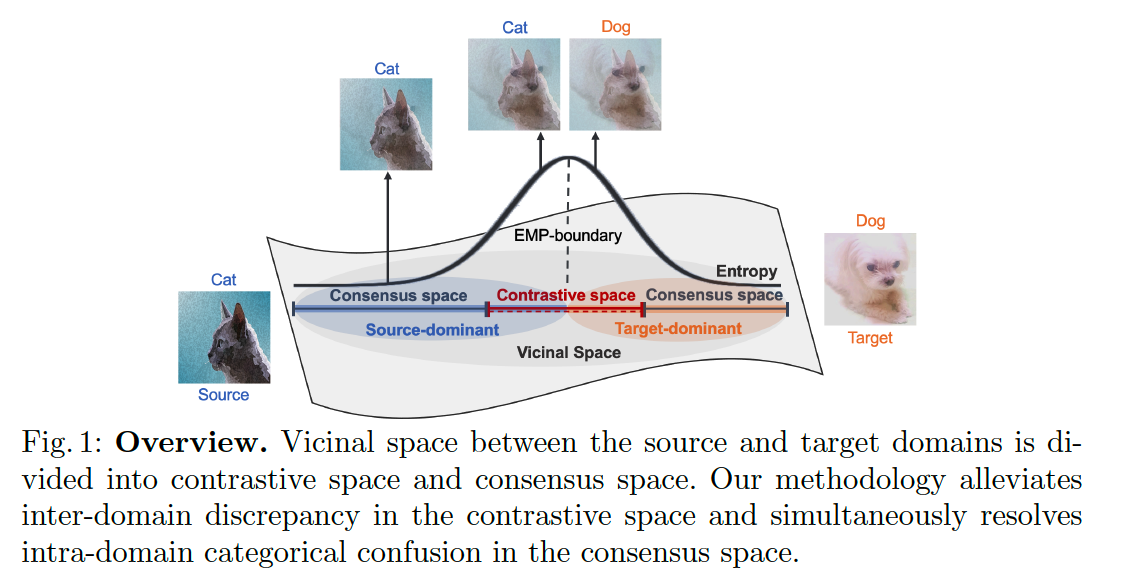 Cat
Dog
Cat
EMP-boundary
Dog
Entropy
Cat
Consensus space
Contrastive space
Consensus space
Source-dominant
Target-dominant
Target
Vicinal Space
Source
Fig. 1: Overview. Vicinal space between the source and target domains is di-
vided into contrastive space and consensus space. Our methodology alleviates
inter-domain discrepancy in the contrastive space and simultaneously resolves
intra-domain categorical confusion in the consensus space.